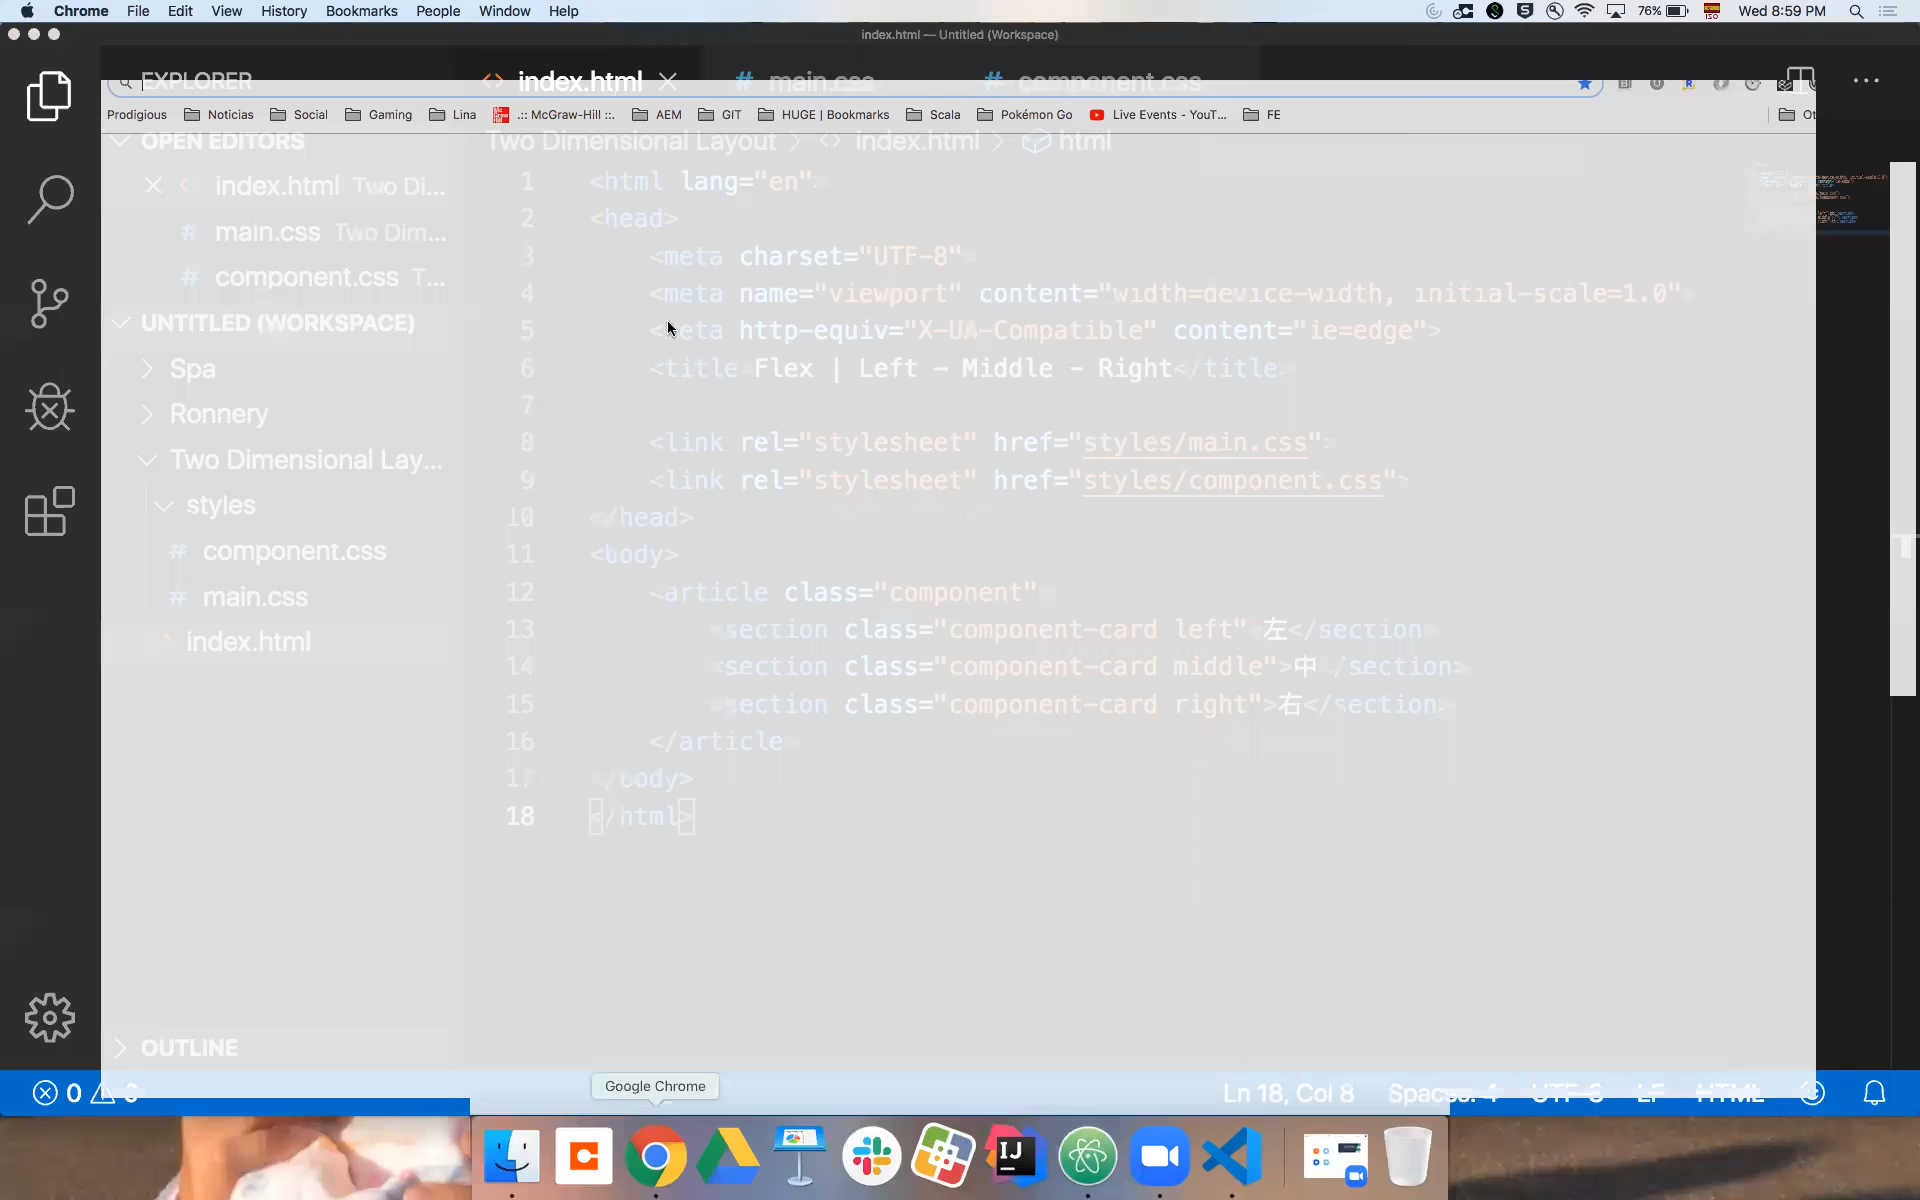 Chrome File Edit View History Bookmarks People Window Help 76% ISO Wed 8:59 PM
index.html — Untitled (Workspace)
EXPLORER index.html main.css component.css
Prodigious Noticias Social Gaming Lina .:: McGraw-Hill ::. AEM GIT HUGE | Bookmarks Scala Pokémon Go Live Events - YouT... FE Ot
OPEN EDITORS Two Dimensional Layout > index.html > html
index.html Two Di...
main.css Two Dim...
component.css T...
UNTITLED (WORKSPACE)
Spa
Ronnery
Two Dimensional Lay...
styles
component.css
main.css
index.html
OUTLINE
1 <html lang="en">
2 <head>
3 <meta charset="UTF-8"
4 <meta name="viewport" content="width=device-width, initial-scale=1.0"
5 <meta http-equiv="X-UA-Compatible" content="ie=edge">
6 <title Flex | Left - Middle - Right</title
7
8 <link rel="stylesheet" href="styles/main.css">
9 <link rel="stylesheet" href="styles/component.css">
10 </head>
11 <body>
12 <article class="component"
13 <section class="component-card left" 左</section
14 <section class="component-card middle">中</section>
15 <section class="component-card right">右</section
16 </article
17 </body>
18 </html>
Google Chrome
0 Ln 18, Col 8 Spaces: 4 UTF-8 LF HTML
IJ